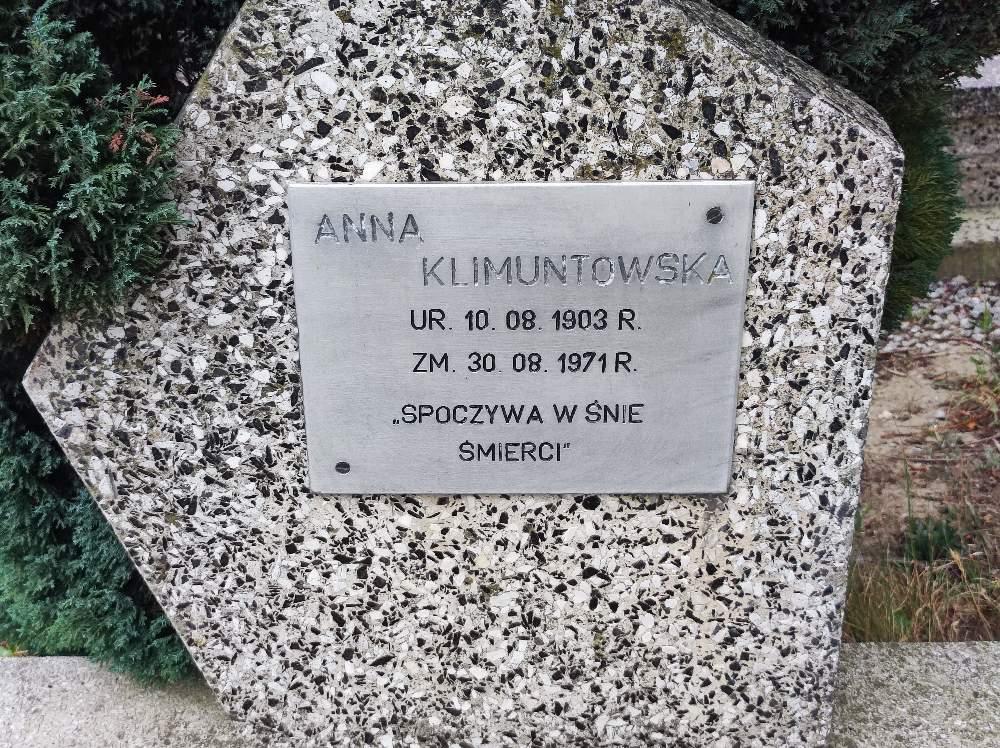 ANNA
KLIMUNTOWSKA
UR. 10. 08. 1903 R.
ZM. 30. 08. 1971 R.
„SPOCZYWA W ŚNIE
ŚMIERCI"